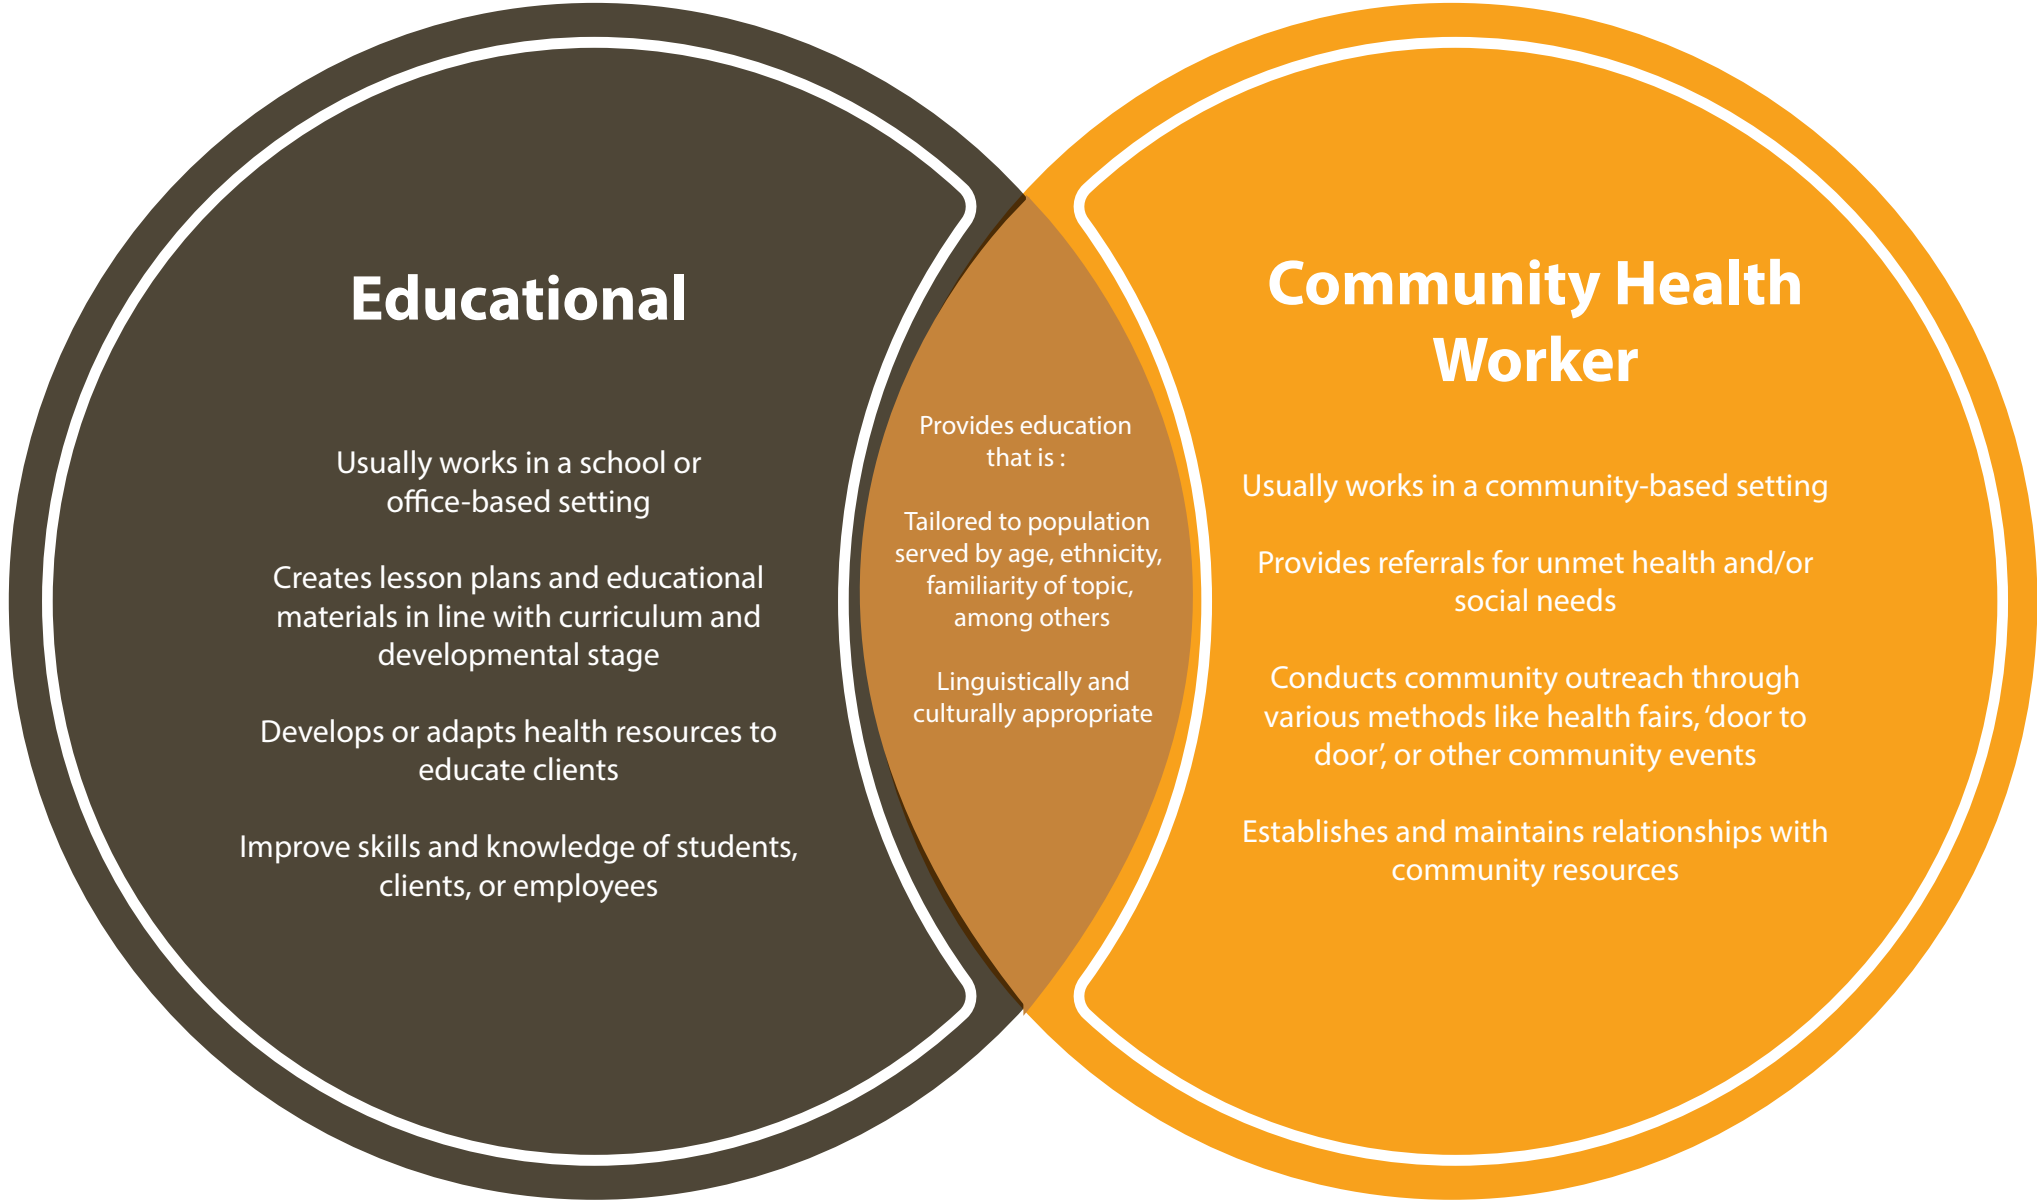 Educational
Usually works in a school or
office-based setting
Creates lesson plans and educational
materials in line with curriculum and
developmental stage
Develops or adapts health resources to
educate clients
Improve skills and knowledge of students,
clients, or employees
Provides education
that is :
Tailored to population
served by age, ethnicity,
familiarity of topic,
among others
Linguistically and
culturally appropriate
Community Health
Worker
Usually works in a community-based setting
Provides referrals for unmet health and/or
social needs
Conducts community outreach through
various methods like health fairs, ‘door to
door’, or other community events
Establishes and maintains relationships with
community resources